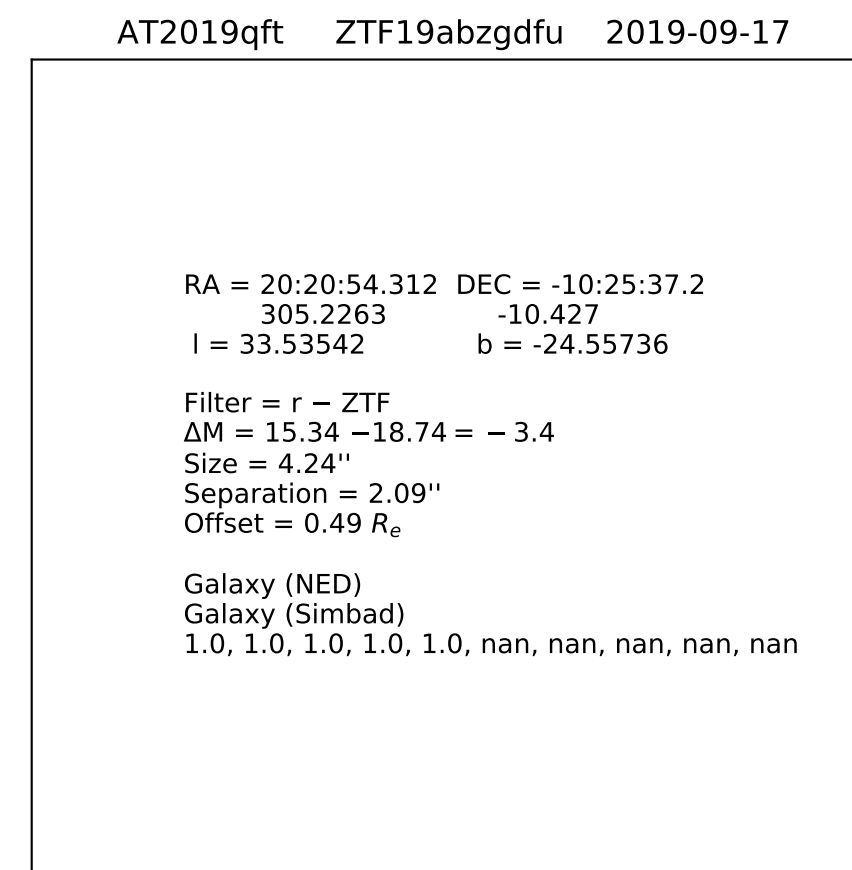 AT2019qft ZTF19abzgdfu 2019-09-17
RA = 20:20:54.312 DEC = -10:25:37.2
305.2263 -10.427
l = 33.53542 b = -24.55736
Filter = r − ZTF
ΔM = 15.34 −18.74 = − 3.4
Size = 4.24''
Separation = 2.09''
Offset = 0.49 Rₑ
Galaxy (NED)
Galaxy (Simbad)
1.0, 1.0, 1.0, 1.0, 1.0, nan, nan, nan, nan, nan